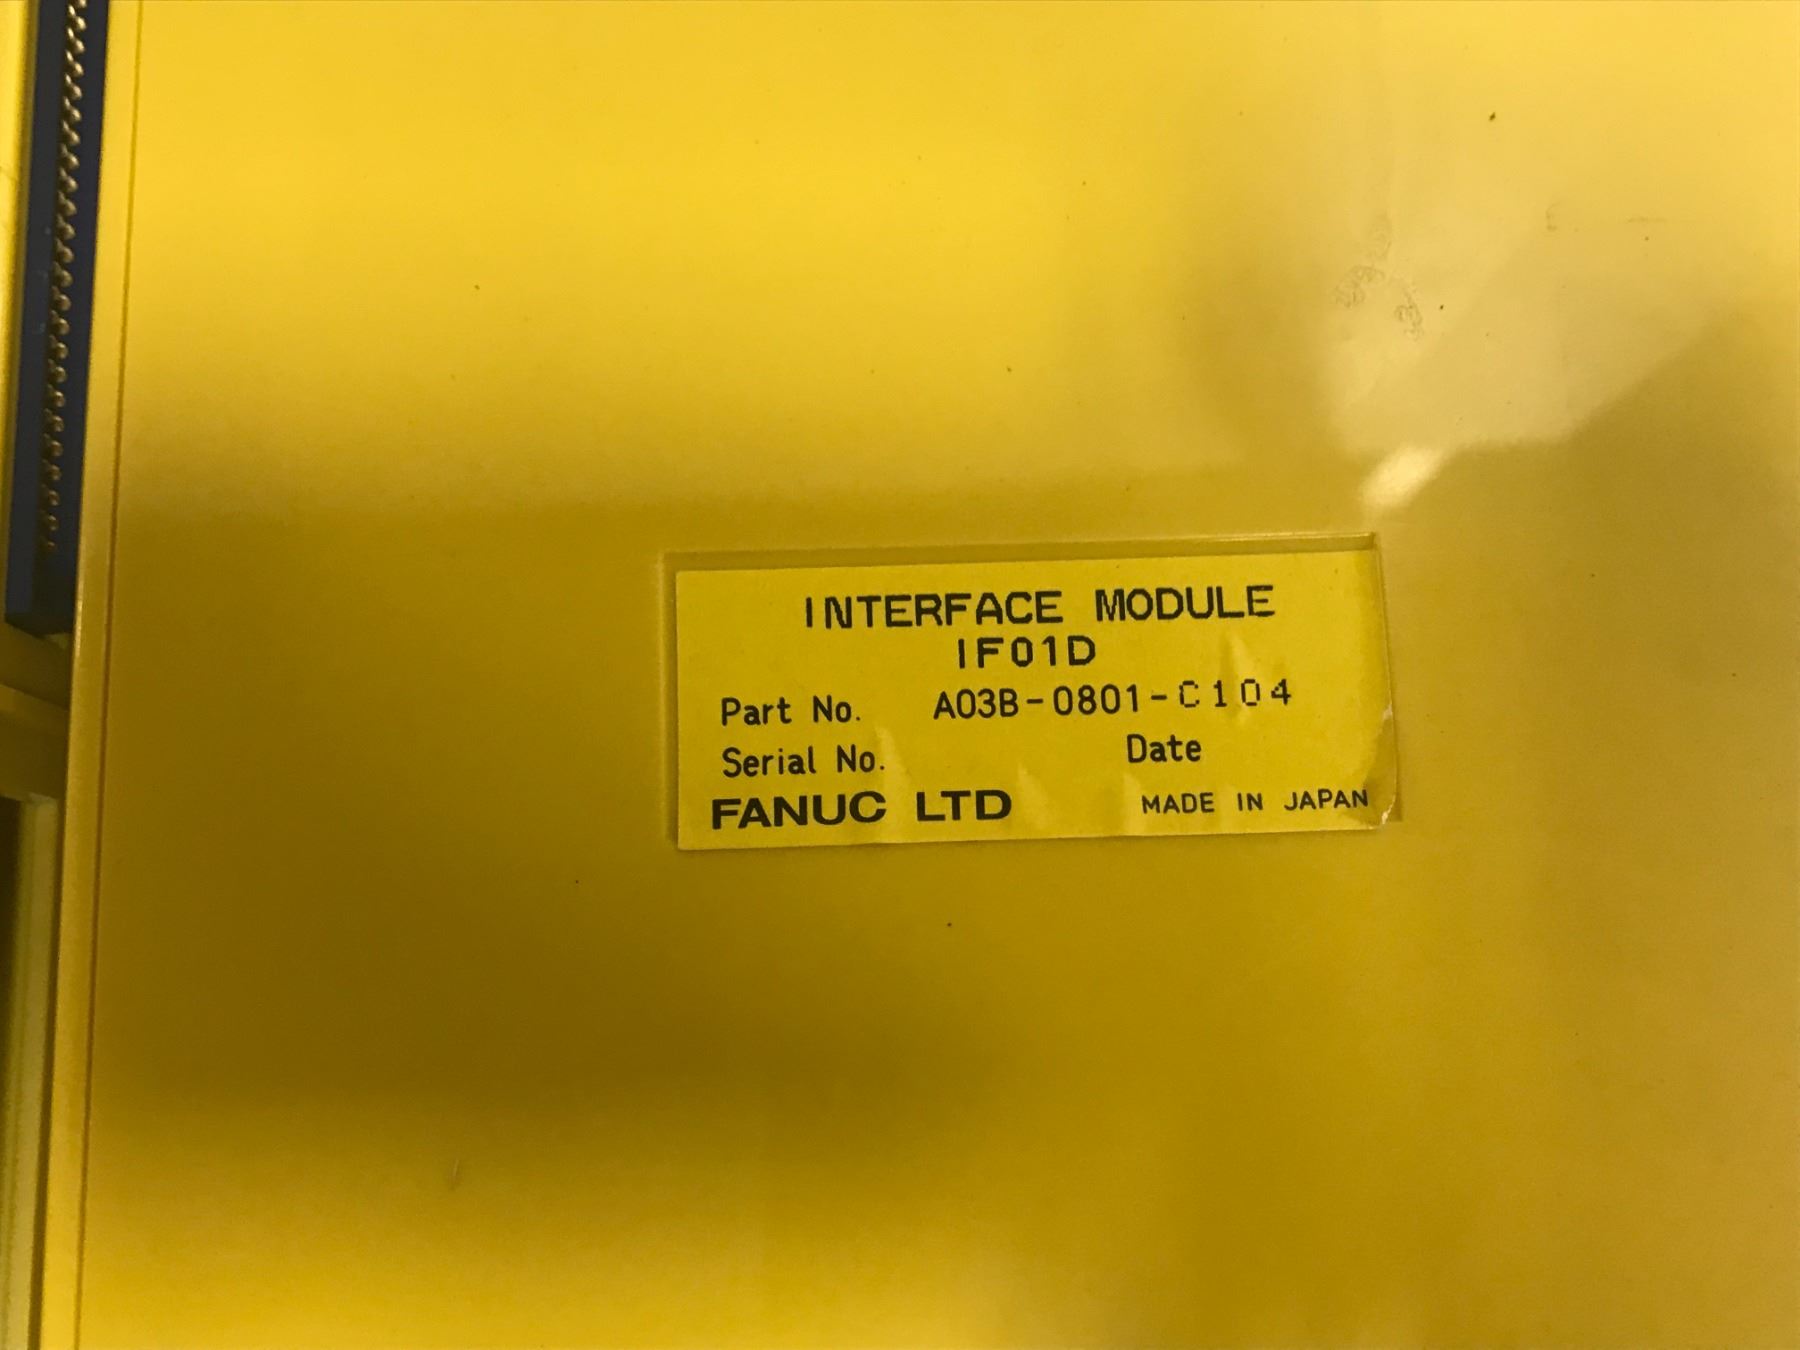 INTERFACE MODULE
IF01D
Part No. A03B-0801-C104
Serial No. Date
FANUC LTD MADE IN JAPAN